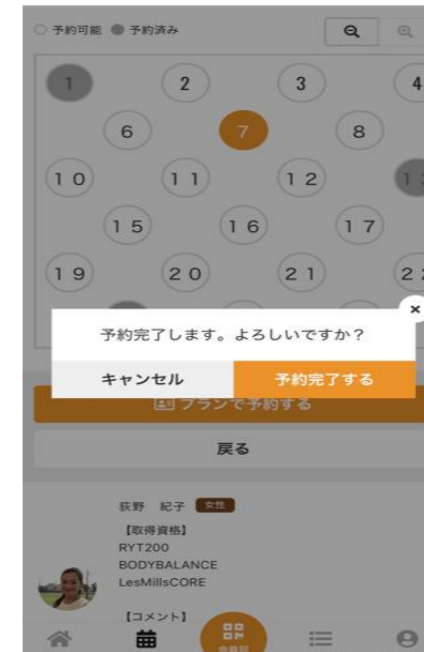 予約可能 予約済み
1 2 3 4
6 7 8
10 11 12 13
15 16 17
19 20 21
予約完了します。よろしいですか？
キャンセル 予約完了する
プランで予約する
戻る
荻野 紀子 女性
【取得資格】
RYT200
BODYBALANCE
LesMillsCORE
【コメント】
会員証